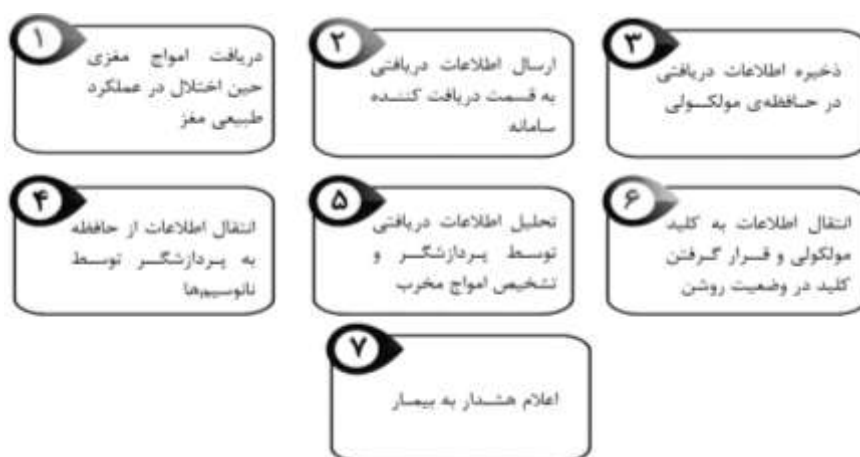 ۱
دریافت امواج مغزی
حین اختلال در عملکرد
طبیعی مغز
۲
ارسال اطلاعات دریافتی
به قسمت دریافت کننده
سامانه
۳
ذخیره اطلاعات دریافتی
در حافظه‌ی مولکولی
۴
انتقال اطلاعات از حافظه
به پردازشگر توسط
نانوسیم‌ها
۵
تحلیل اطلاعات دریافتی
توسط پردازشگر و
تشخیص امواج مخرب
۶
انتقال اطلاعات به کلید
مولکولی و قرار گرفتن
کلید در وضعیت روشن
۷
اعلام هشدار به بیمار